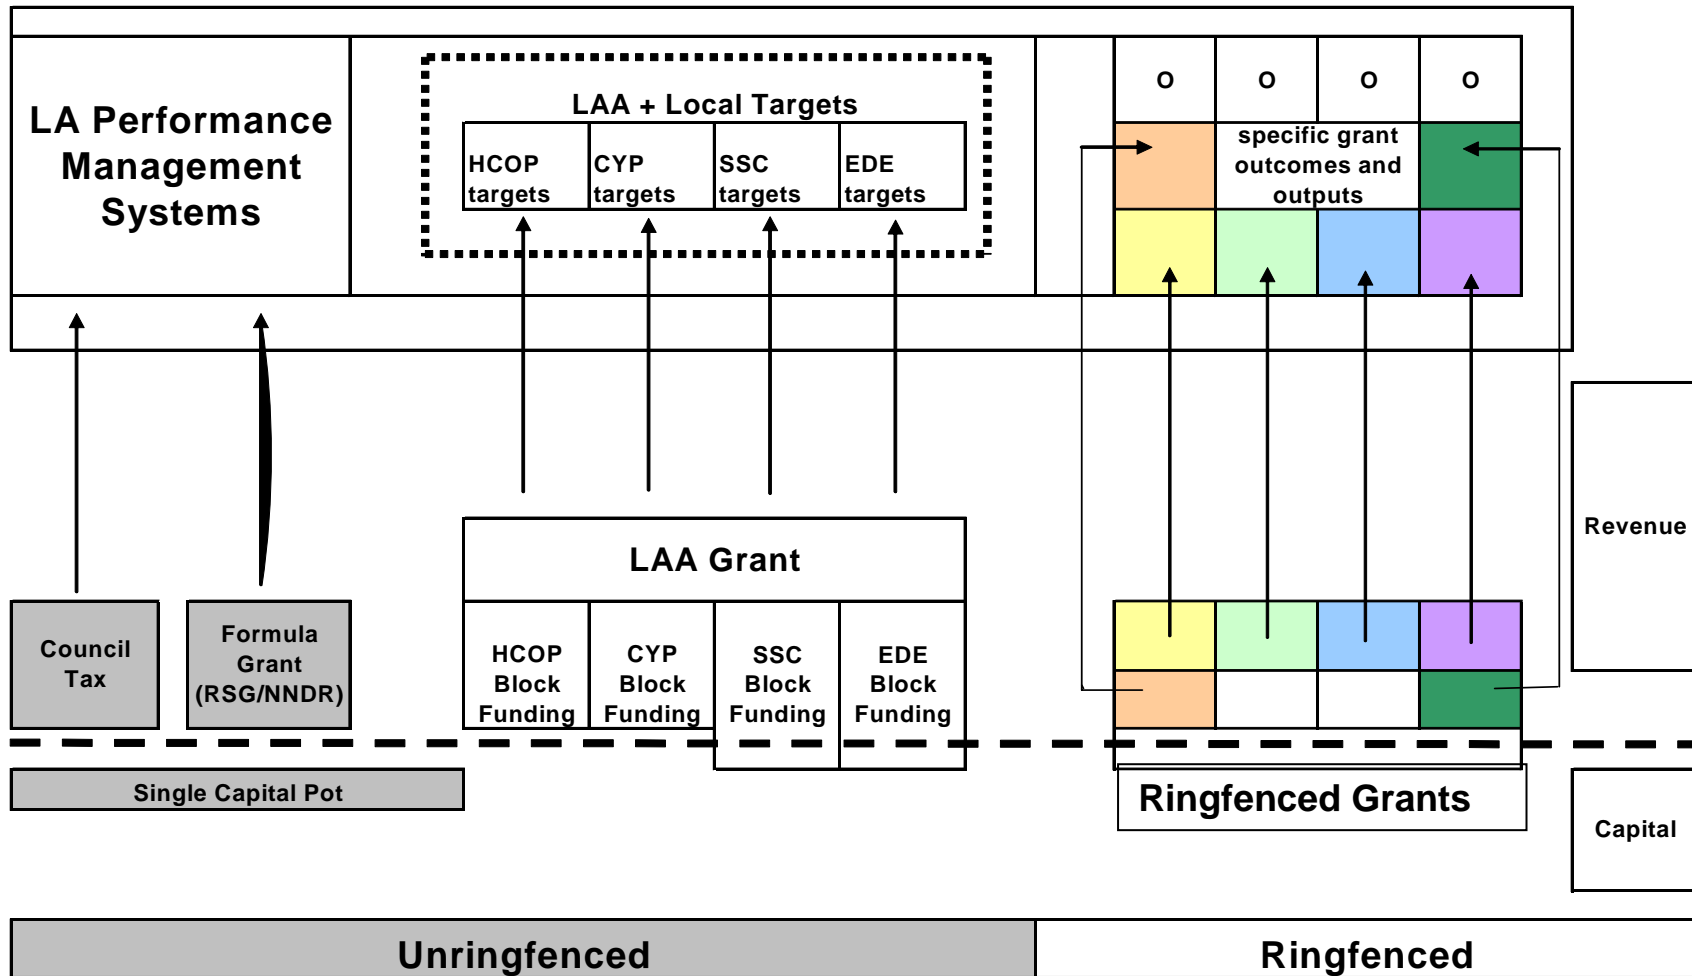 LA Performance
Management
Systems
LAA + Local Targets
HCOP
targets
CYP
targets
SSC
targets
EDE
targets
O
O
O
O
specific grant
outcomes and
outputs
Revenue
LAA Grant
Council
Tax
Formula
Grant
(RSG/NNDR)
HCOP
Block
Funding
CYP
Block
Funding
SSC
Block
Funding
EDE
Block
Funding
Single Capital Pot
Ringfenced Grants
Capital
Unringfenced
Ringfenced